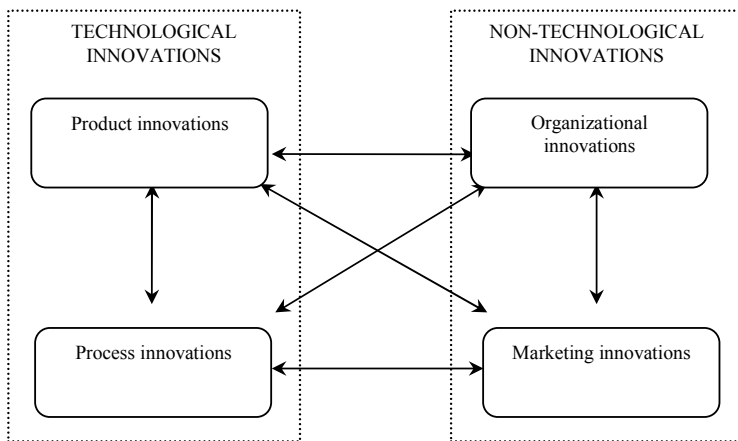 TECHNOLOGICAL
INNOVATIONS
NON-TECHNOLOGICAL
INNOVATIONS
Product innovations
Organizational
innovations
Process innovations
Marketing innovations